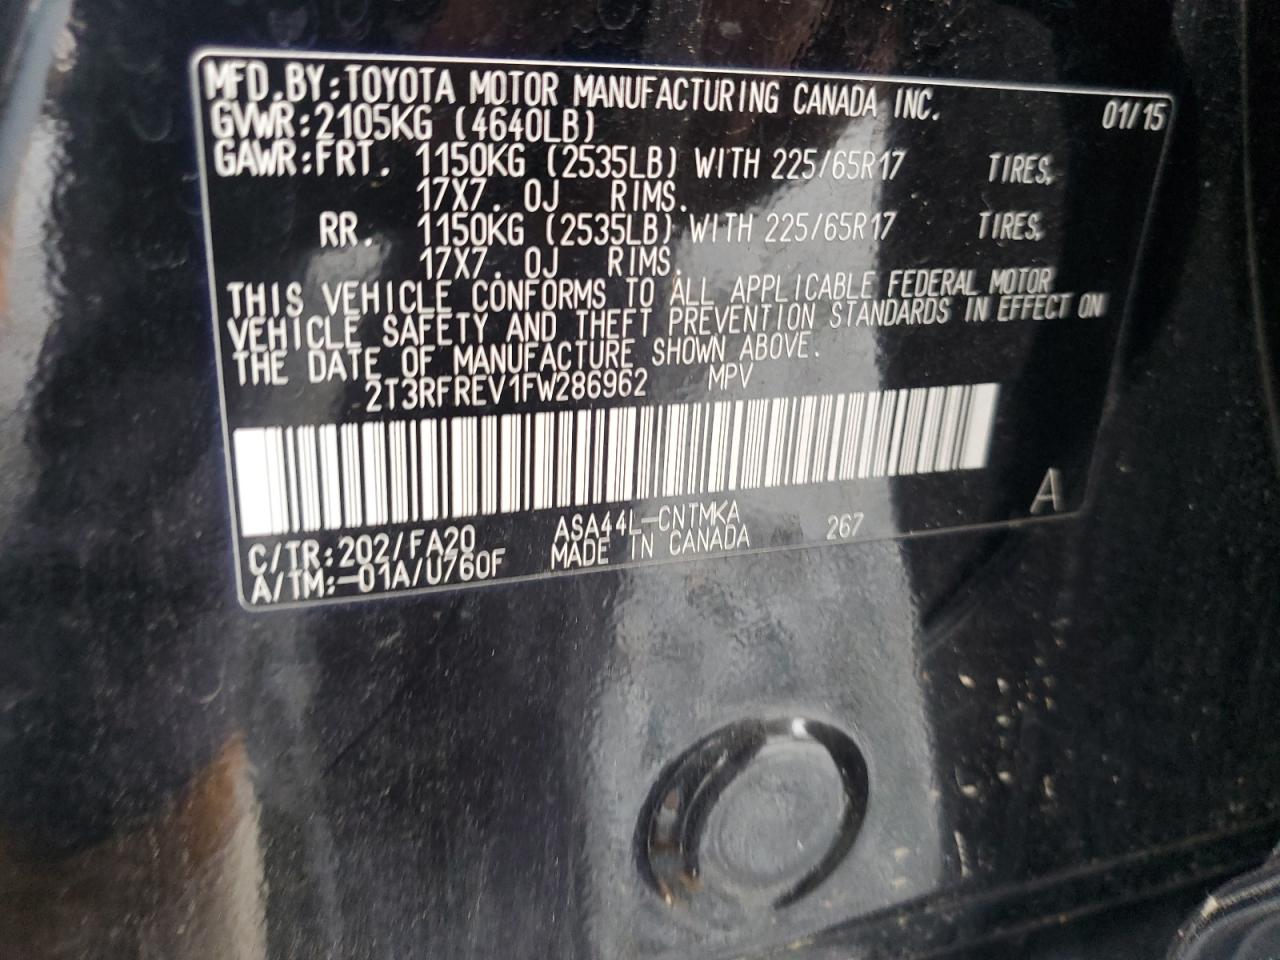 MFD.BY:TOYOTA MOTOR MANUFACTURING CANADA INC. 01/15
GVWR:2105KG (4640LB)
GAWR:FRT. 1150KG (2535LB) WITH 225/65R17 TIRES,
17X7.0J RIMS.
RR. 1150KG (2535LB) WITH 225/65R17 TIRES,
17X7.0J RIMS.
THIS VEHICLE CONFORMS TO ALL APPLICABLE FEDERAL MOTOR
VEHICLE SAFETY AND THEFT PREVENTION STANDARDS IN EFFECT ON
THE DATE OF MANUFACTURE SHOWN ABOVE.
2T3RFREV1FW286962 MPV
A
C/TR:202/FA20 ASA44L-CNTMKA 267
A/TM:-01A/U760F MADE IN CANADA